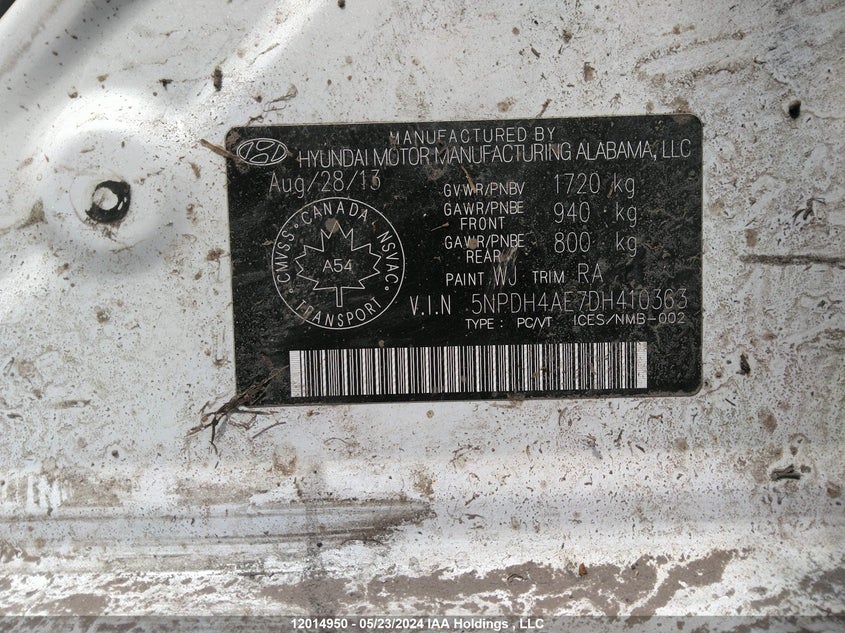 MANUFACTURED BY
HYUNDAI MOTOR MANUFACTURING ALABAMA, LLC
Aug/28/13
GVWR/PNBV 1720 kg
GAWR/PNBE FRONT 940 kg
GAWR/PNBE REAR 800 kg
PAINT WJ TRIM RA
V.I.N 5NPDH4AE7DH410363
TYPE: PC/VT ICES/NMB-002
CANADA
CMVSS NSVAC
A54
TRANSPORT
12014950 - 05/23/2024 IAA Holdings , LLC